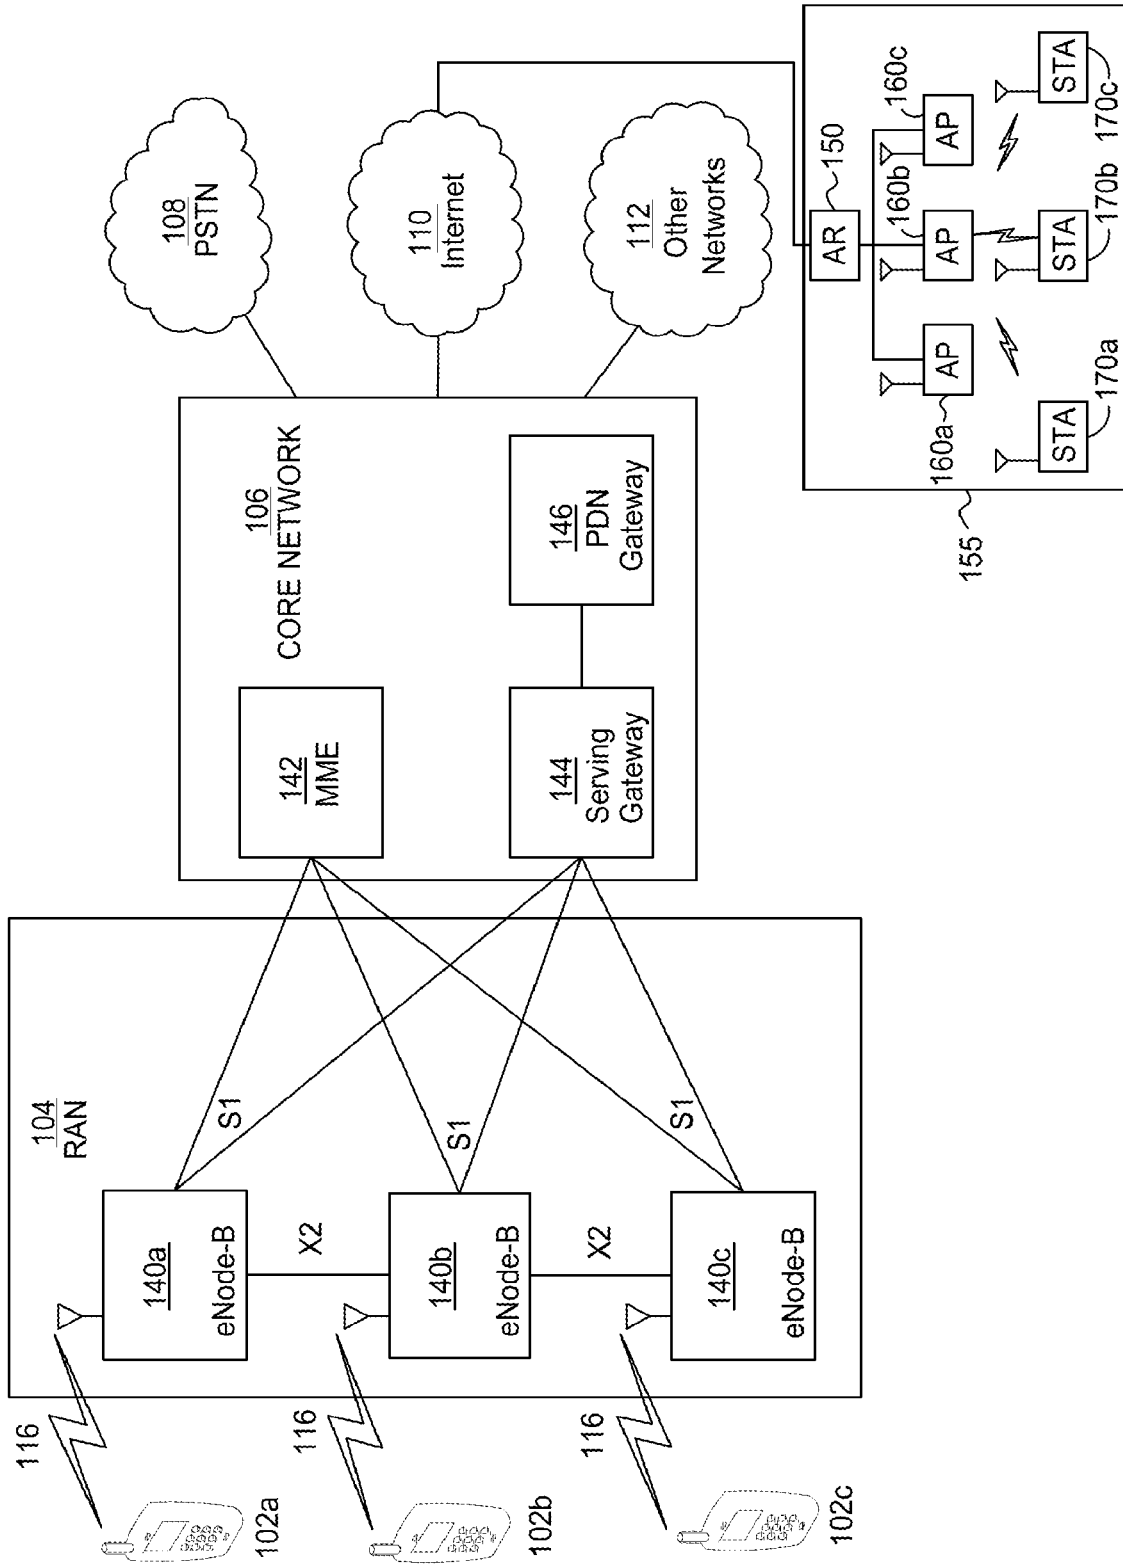 102a
116
102b
116
102c
116
104
RAN
140a
eNode-B
X2
140b
eNode-B
X2
140c
eNode-B
S1
S1
S1
106
CORE NETWORK
142
MME
144
Serving
Gateway
146
PDN
Gateway
108
PSTN
110
Internet
112
Other
Networks
155
AR
150
AP
160a
AP
160b
AP
160c
STA
170a
STA
170b
STA
170c